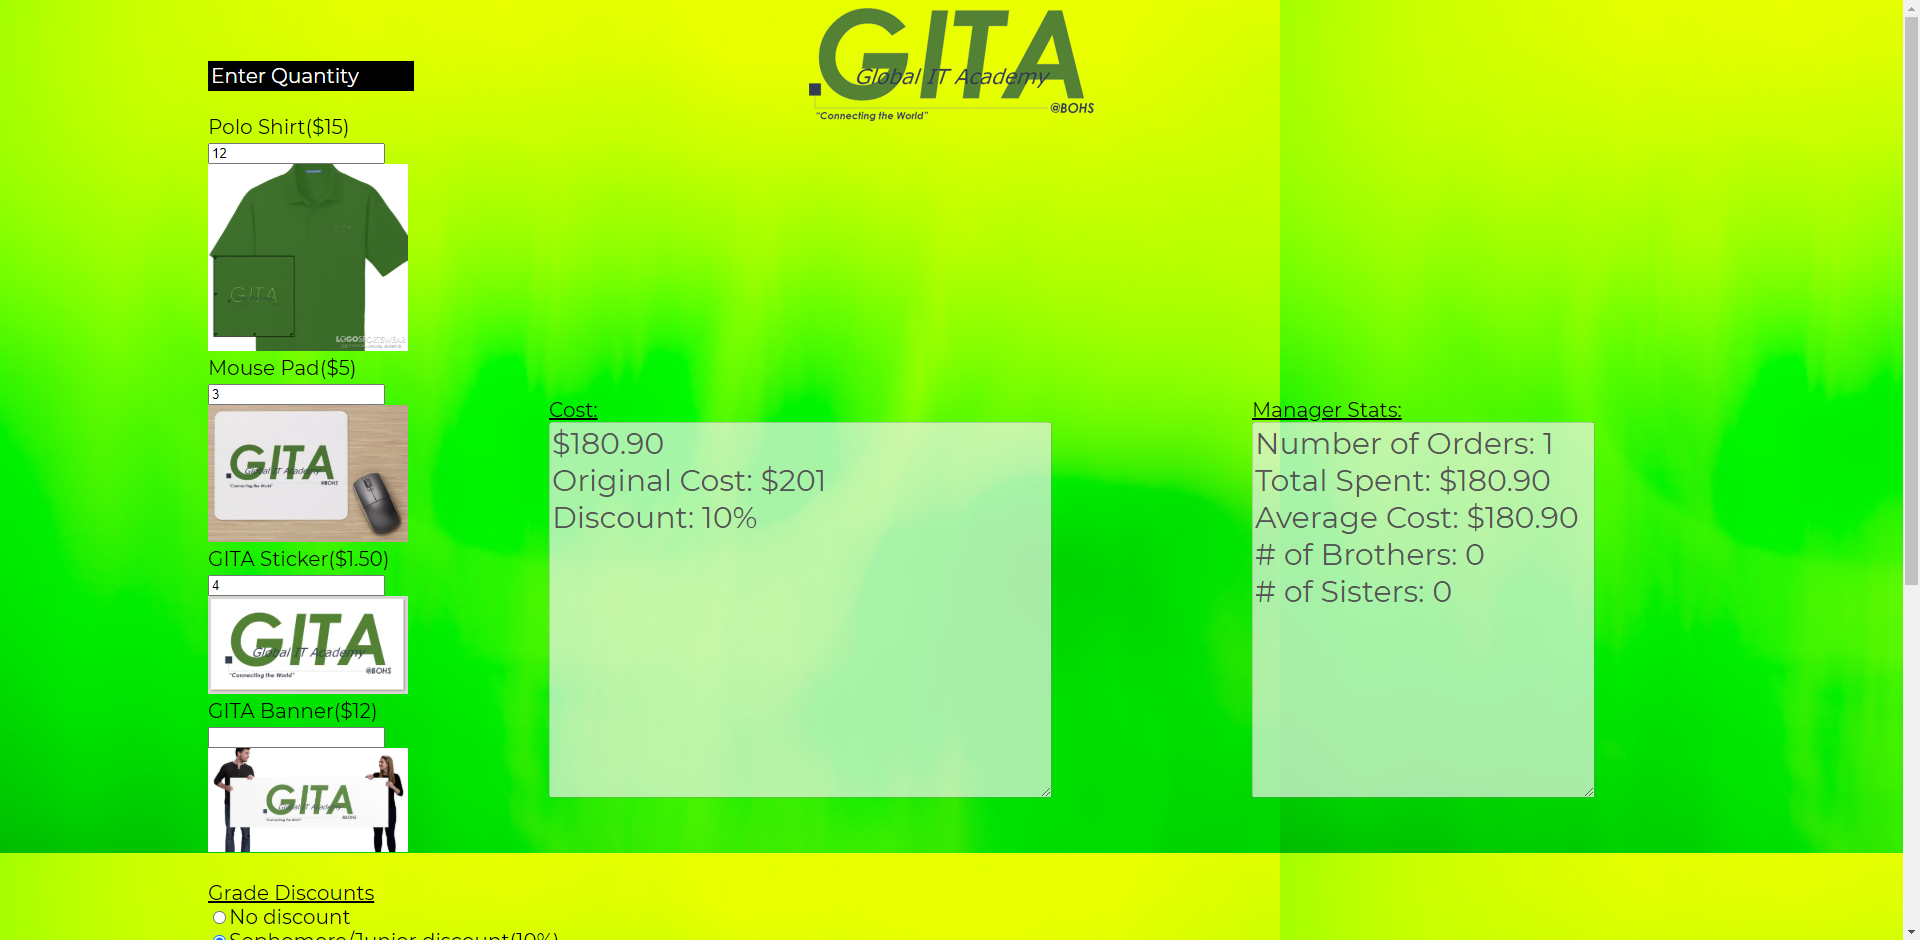 GITA
Global IT Academy
@BOHS
"Connecting the World"
Enter Quantity
Polo Shirt($15)
12
GITA
LOGOSPORTSWEAR
Mouse Pad($5)
3
GITA
Global IT Academy
@BOHS
"Connecting the World"
GITA Sticker($1.50)
4
GITA
Global IT Academy
@BOHS
"Connecting the World"
GITA Banner($12)
GITA
Global IT Academy
@BOHS
"Connecting the World"
Cost:
$180.90
Original Cost: $201
Discount: 10%
Manager Stats:
Number of Orders: 1
Total Spent: $180.90
Average Cost: $180.90
# of Brothers: 0
# of Sisters: 0
Grade Discounts
No discount
Sophomore/Junior discount(10%)